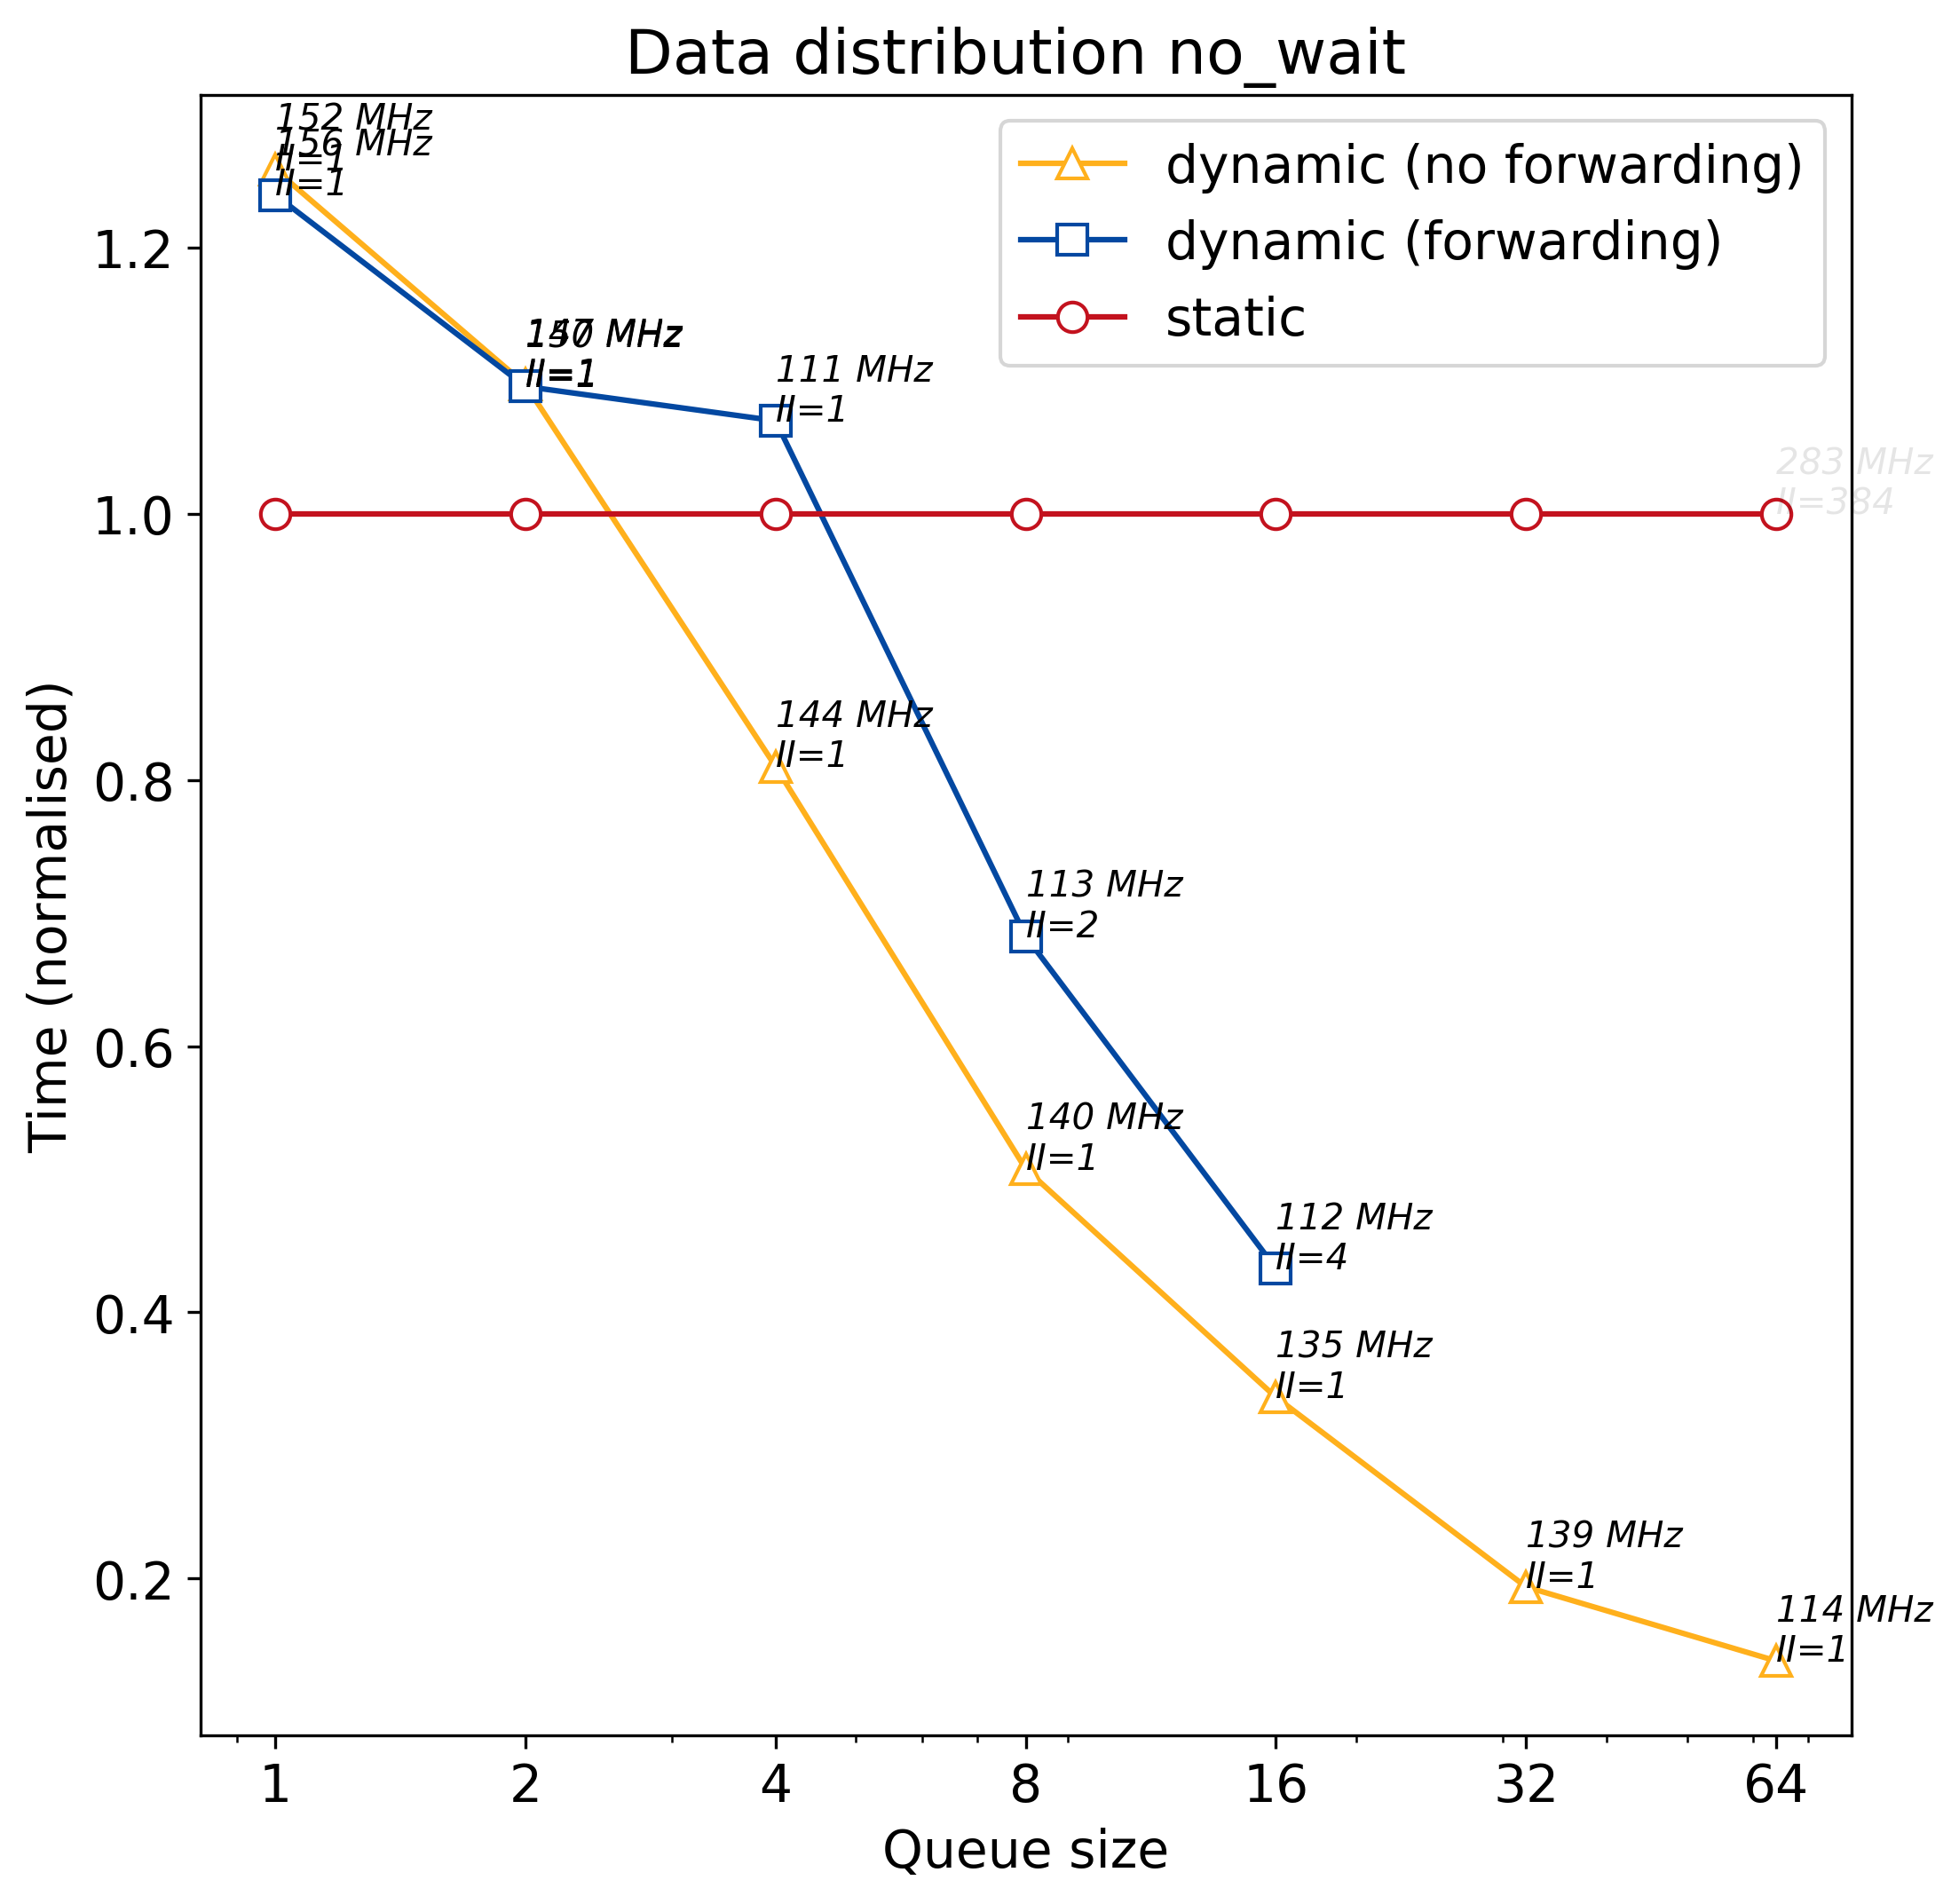 Data distribution no_wait
152 MHz
II=1
156 MHz
II=1
dynamic (no forwarding)
dynamic (forwarding)
static
MHz
II=1
111 MHz
II=1
283 MHz
II=384
144 MHz
II=1
113 MHz
II=2
140 MHz
II=1
112 MHz
II=4
135 MHz
II=1
139 MHz
II=1
114 MHz
II=1
1.2
1.0
0.8
0.6
0.4
0.2
Time (normalised)
1 2 4 8 16 32 64
Queue size